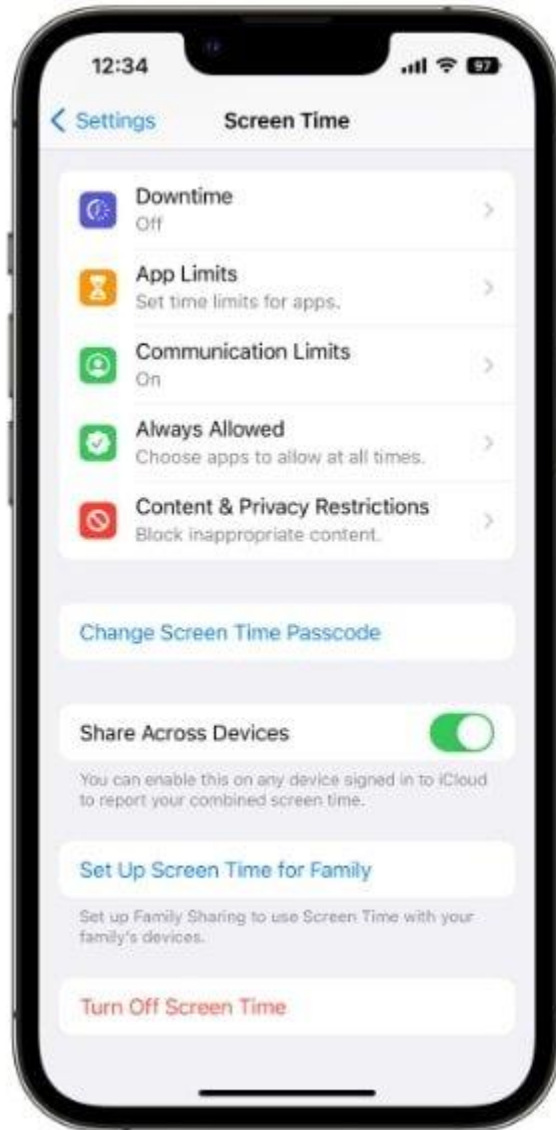 12:34
97
Settings
Screen Time
Downtime
Off
App Limits
Set time limits for apps.
Communication Limits
On
Always Allowed
Choose apps to allow at all times.
Content & Privacy Restrictions
Block inappropriate content.
Change Screen Time Passcode
Share Across Devices
You can enable this on any device signed in to iCloud
to report your combined screen time.
Set Up Screen Time for Family
Set up Family Sharing to use Screen Time with your
family's devices.
Turn Off Screen Time